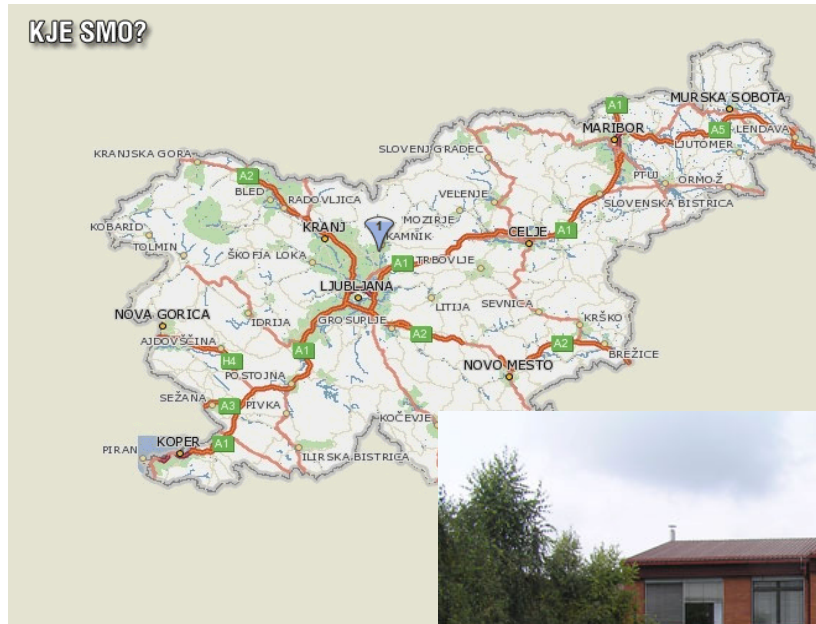 KJE SMO?
A1
MURSKA SOBOTA
MARIBOR
A5
LENDAVA
LJUTOMER
SLOVENJ GRADEC
KRANJSKA GORA
A2
BLED
RADOVLJICA
VELENJE
PTUJ
ORMOŽ
SLOVENSKA BISTRICA
MOZIRJE
KOBARID
TOLMIN
KRANJ
1
KAMNIK
CELJE
A1
ŠKOFJA LOKA
A1
TRBOVLJE
LJUBLJANA
LITIJA
SEVNICA
NOVA GORICA
IDRIJA
GROSUPLJE
KRŠKO
AJDOVŠČINA
A2
A2
H4
A1
BREŽICE
POSTOJNA
NOVO MESTO
SEŽANA
A3
PIVKA
KOČEVJE
KOPER
A1
PIRAN
ILIRSKA BISTRICA